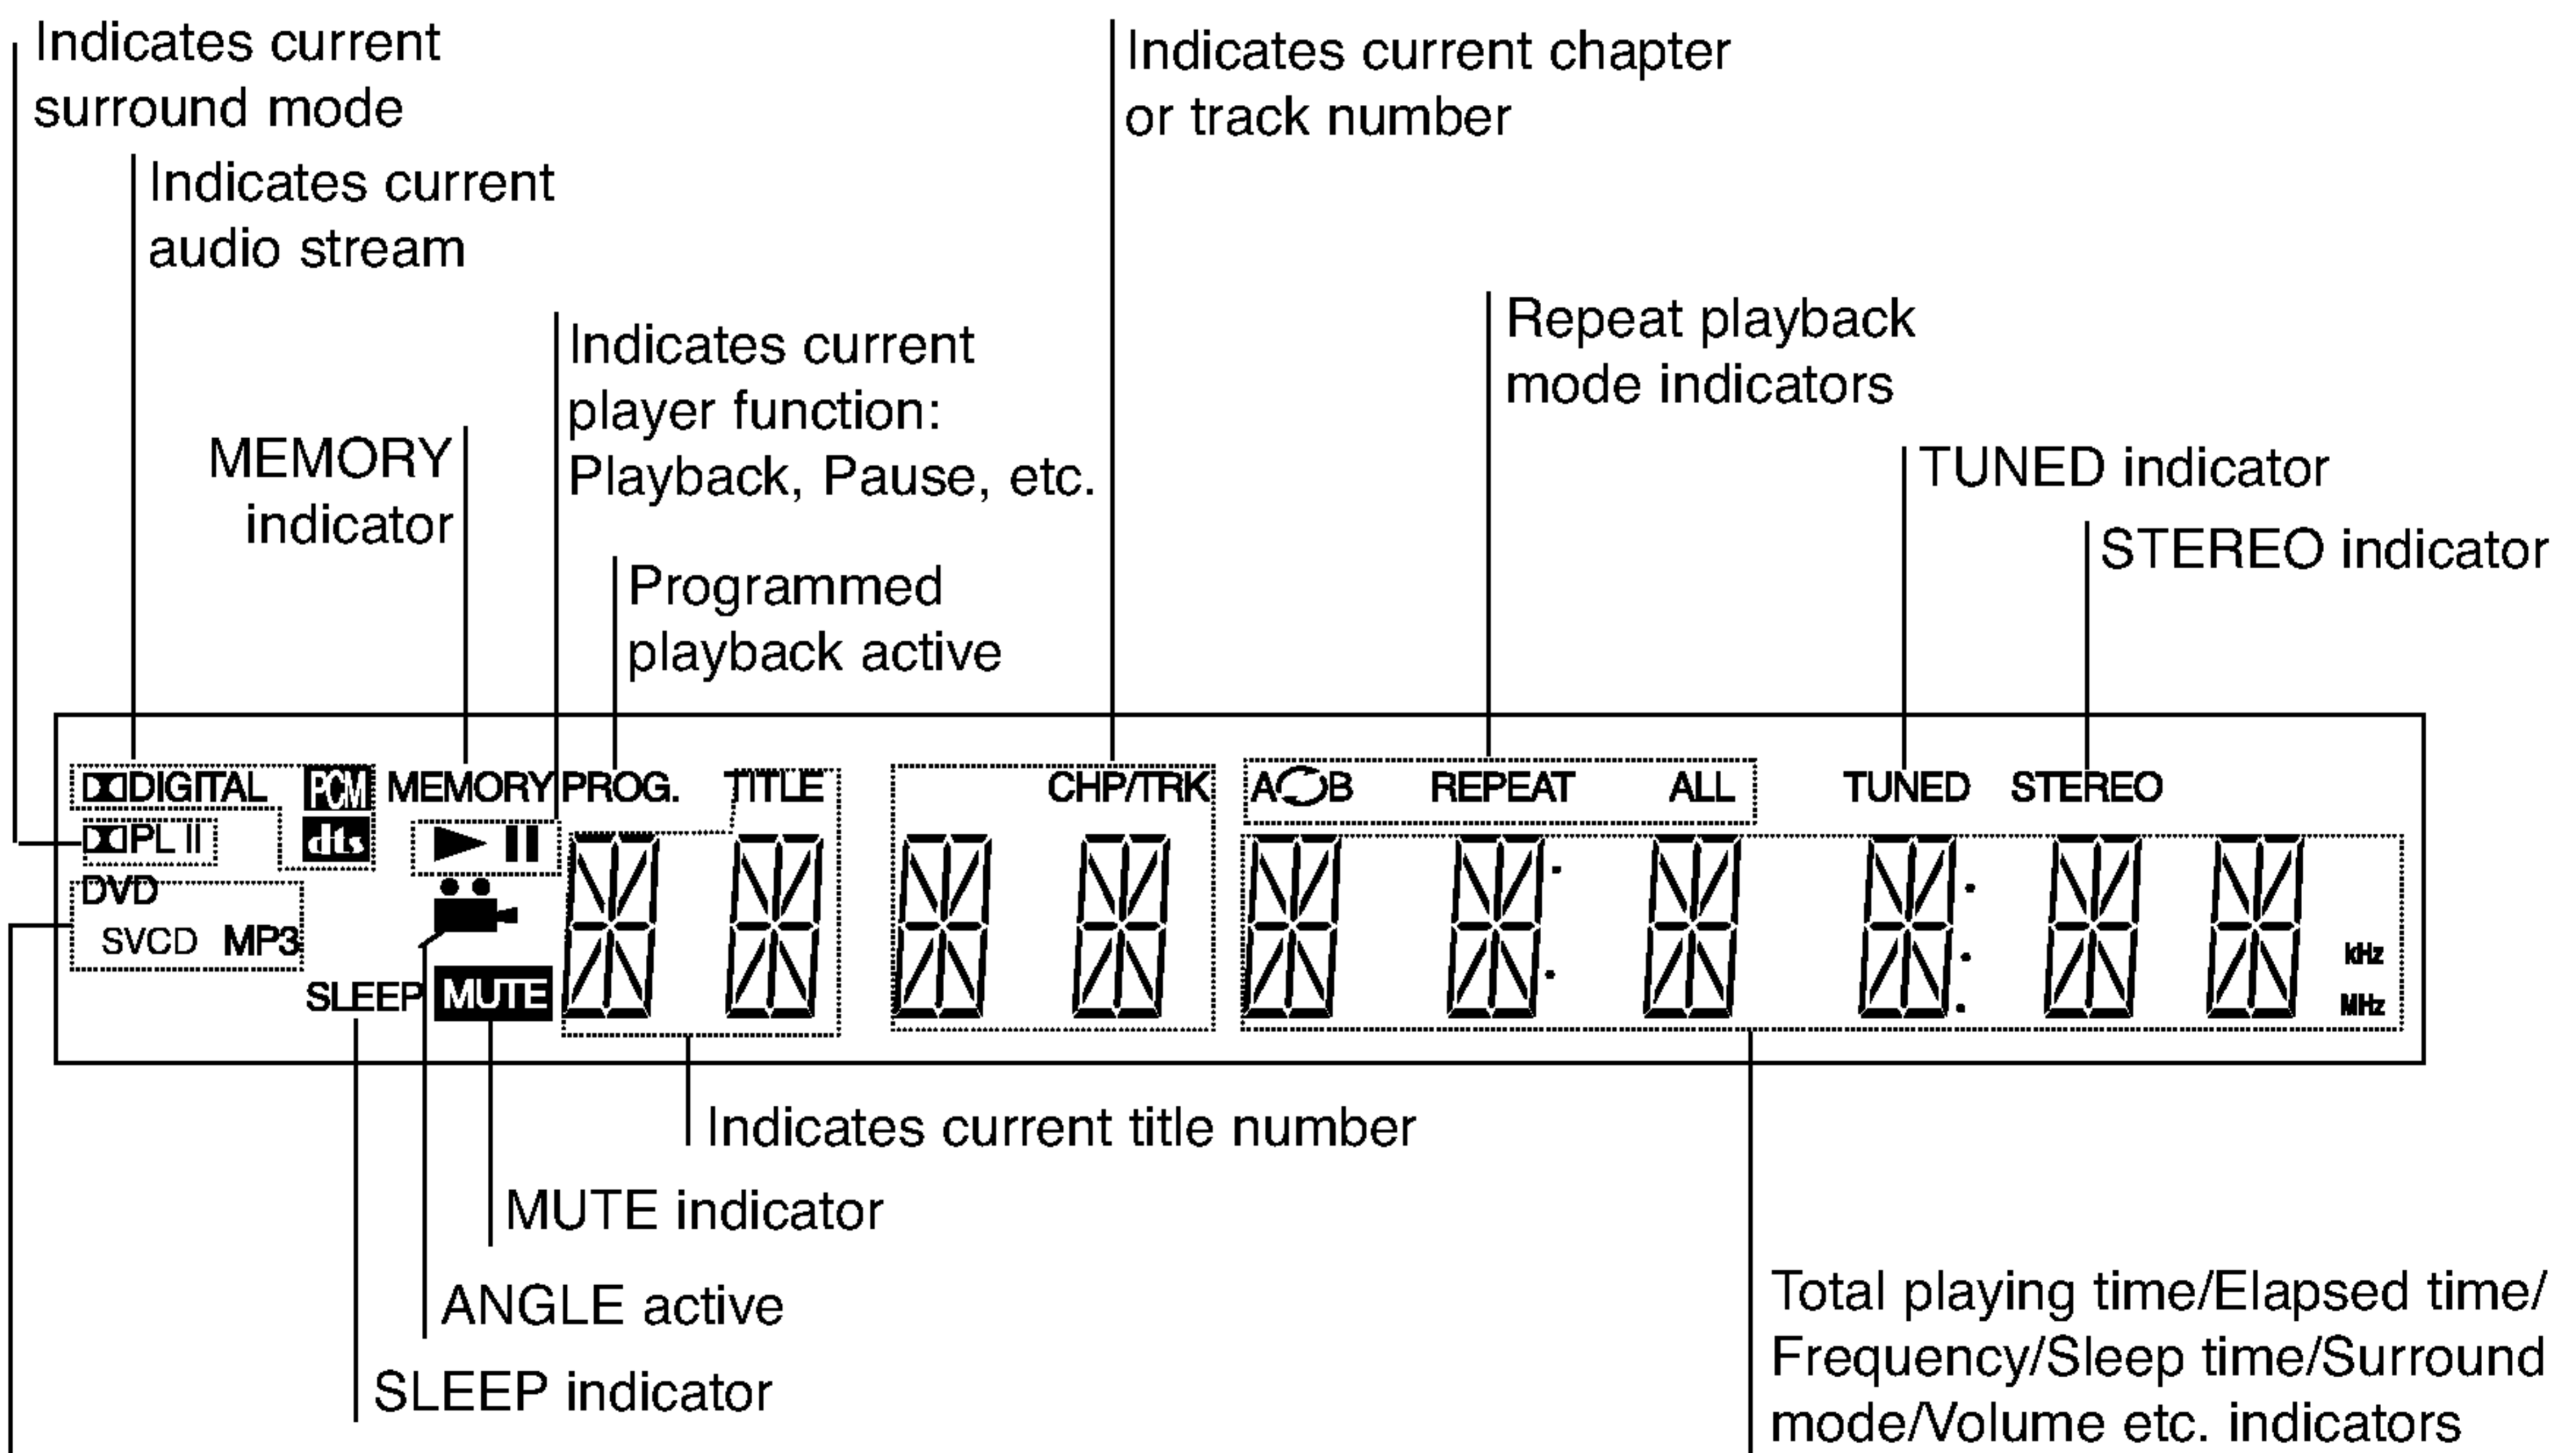 Indicates current
surround mode
Indicates current chapter
or track number
Indicates current
audio stream
Indicates current
player function:
Playback, Pause, etc.
Repeat playback
mode indicators
MEMORY
indicator
TUNED indicator
STEREO indicator
Programmed
playback active
DIGITAL PCM MEMORY PROG. TITLE CHP/TRK A B REPEAT ALL TUNED STEREO
PL II dts
DVD
SVCD MP3
kHz
SLEEP MUTE MHz
Indicates current title number
MUTE indicator
ANGLE active
SLEEP indicator
Total playing time/Elapsed time/
Frequency/Sleep time/Surround
mode/Volume etc. indicators